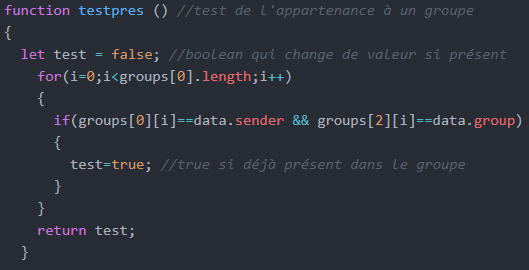 function testpres () //test de l'appartenance à un groupe
{
let test = false; //boolean qui change de valeur si présent
for(i=0;i<groups[0].length;i++)
{
if(groups[0][i]==data.sender && groups[2][i]==data.group)
{
test=true; //true si déjà présent dans le groupe
}
}
return test;
}